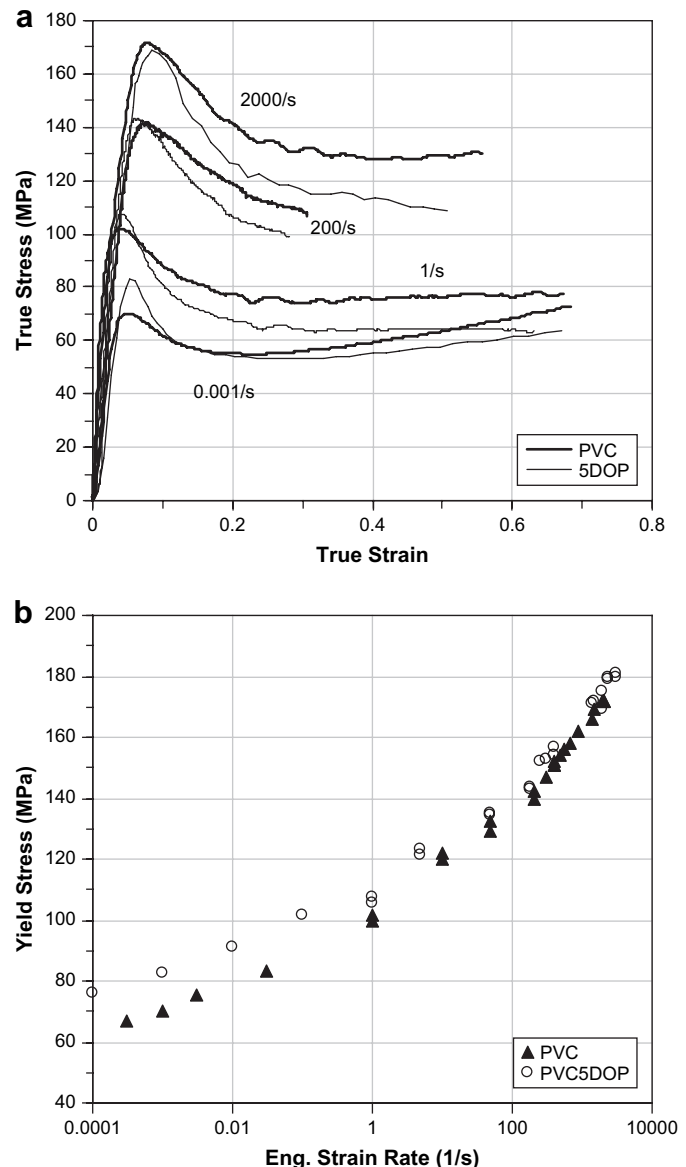 a
180
160
140
120
100
80
60
40
20
0
True Stress (MPa)
2000/s
200/s
1/s
0.001/s
PVC
5DOP
0 0.2 0.4 0.6 0.8
True Strain
b
200
180
160
140
120
100
80
60
40
Yield Stress (MPa)
PVC
PVC5DOP
0.0001 0.01 1 100 10000
Eng. Strain Rate (1/s)